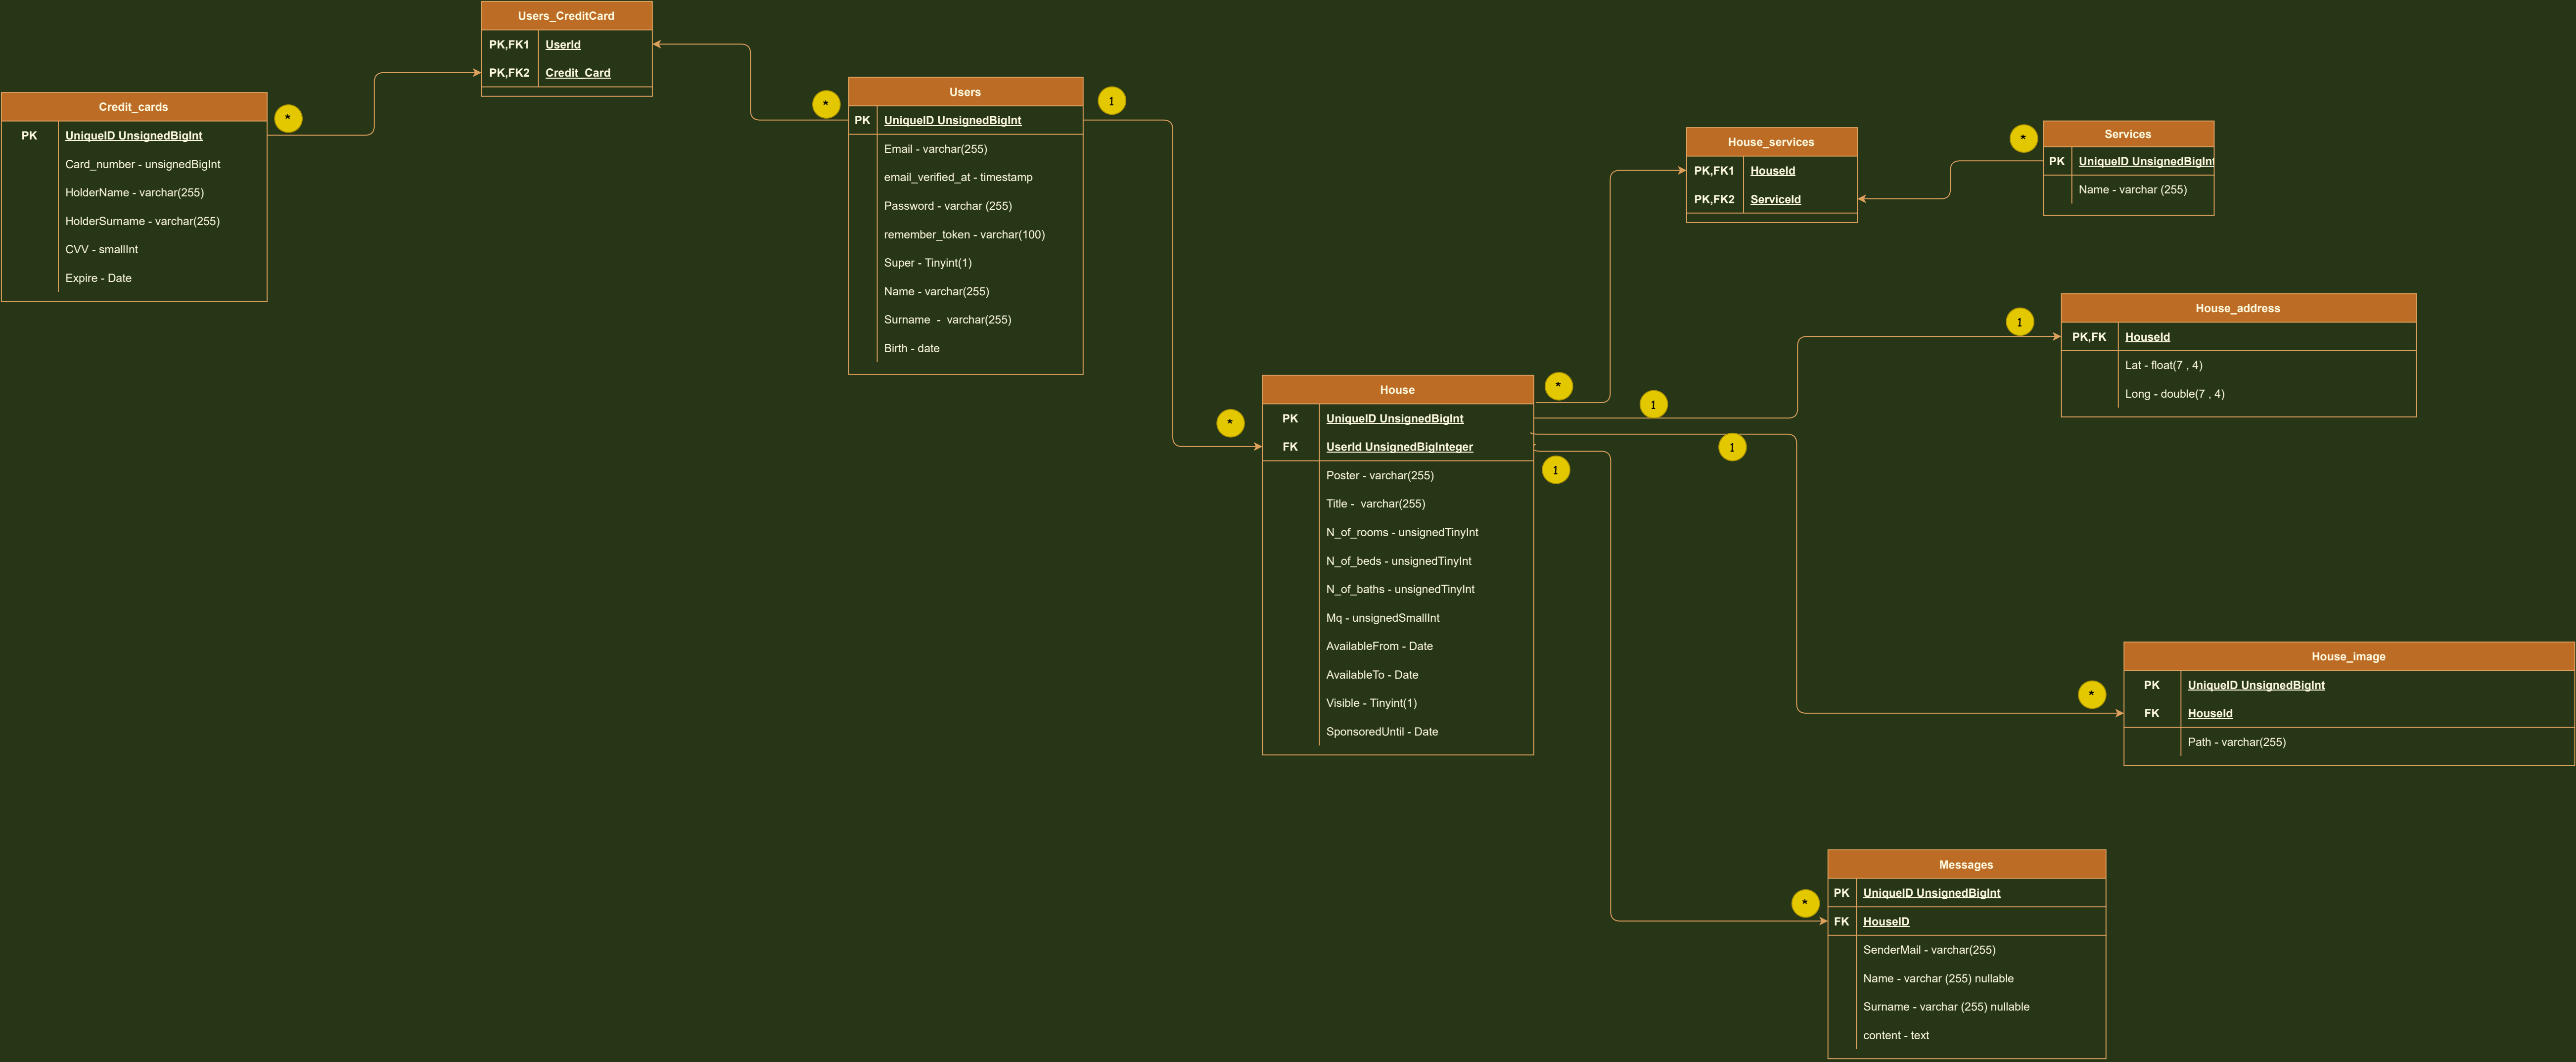 Users_CreditCard
PK,FK1 UserId
PK,FK2 Credit_Card
Credit_cards
PK UniqueID UnsignedBigInt
Card_number - unsignedBigInt
HolderName - varchar(255)
HolderSurname - varchar(255)
CVV - smallInt
Expire - Date
*
*
Users
PK UniqueID UnsignedBigInt
Email - varchar(255)
email_verified_at - timestamp
Password - varchar (255)
remember_token - varchar(100)
Super - Tinyint(1)
Name - varchar(255)
Surname - varchar(255)
Birth - date
1
*
House
PK UniqueID UnsignedBigInt
FK UserId UnsignedBigInteger
Poster - varchar(255)
Title - varchar(255)
N_of_rooms - unsignedTinyInt
N_of_beds - unsignedTinyInt
N_of_baths - unsignedTinyInt
Mq - unsignedSmallInt
AvailableFrom - Date
AvailableTo - Date
Visible - Tinyint(1)
SponsoredUntil - Date
*
1
1
1
House_services
PK,FK1 HouseId
PK,FK2 ServiceId
*
Services
PK UniqueID UnsignedBigInt
Name - varchar (255)
1
House_address
PK,FK HouseId
Lat - float(7 , 4)
Long - double(7 , 4)
*
House_image
PK UniqueID UnsignedBigInt
FK HouseId
Path - varchar(255)
*
Messages
PK UniqueID UnsignedBigInt
FK HouseID
SenderMail - varchar(255)
Name - varchar (255) nullable
Surname - varchar (255) nullable
content - text